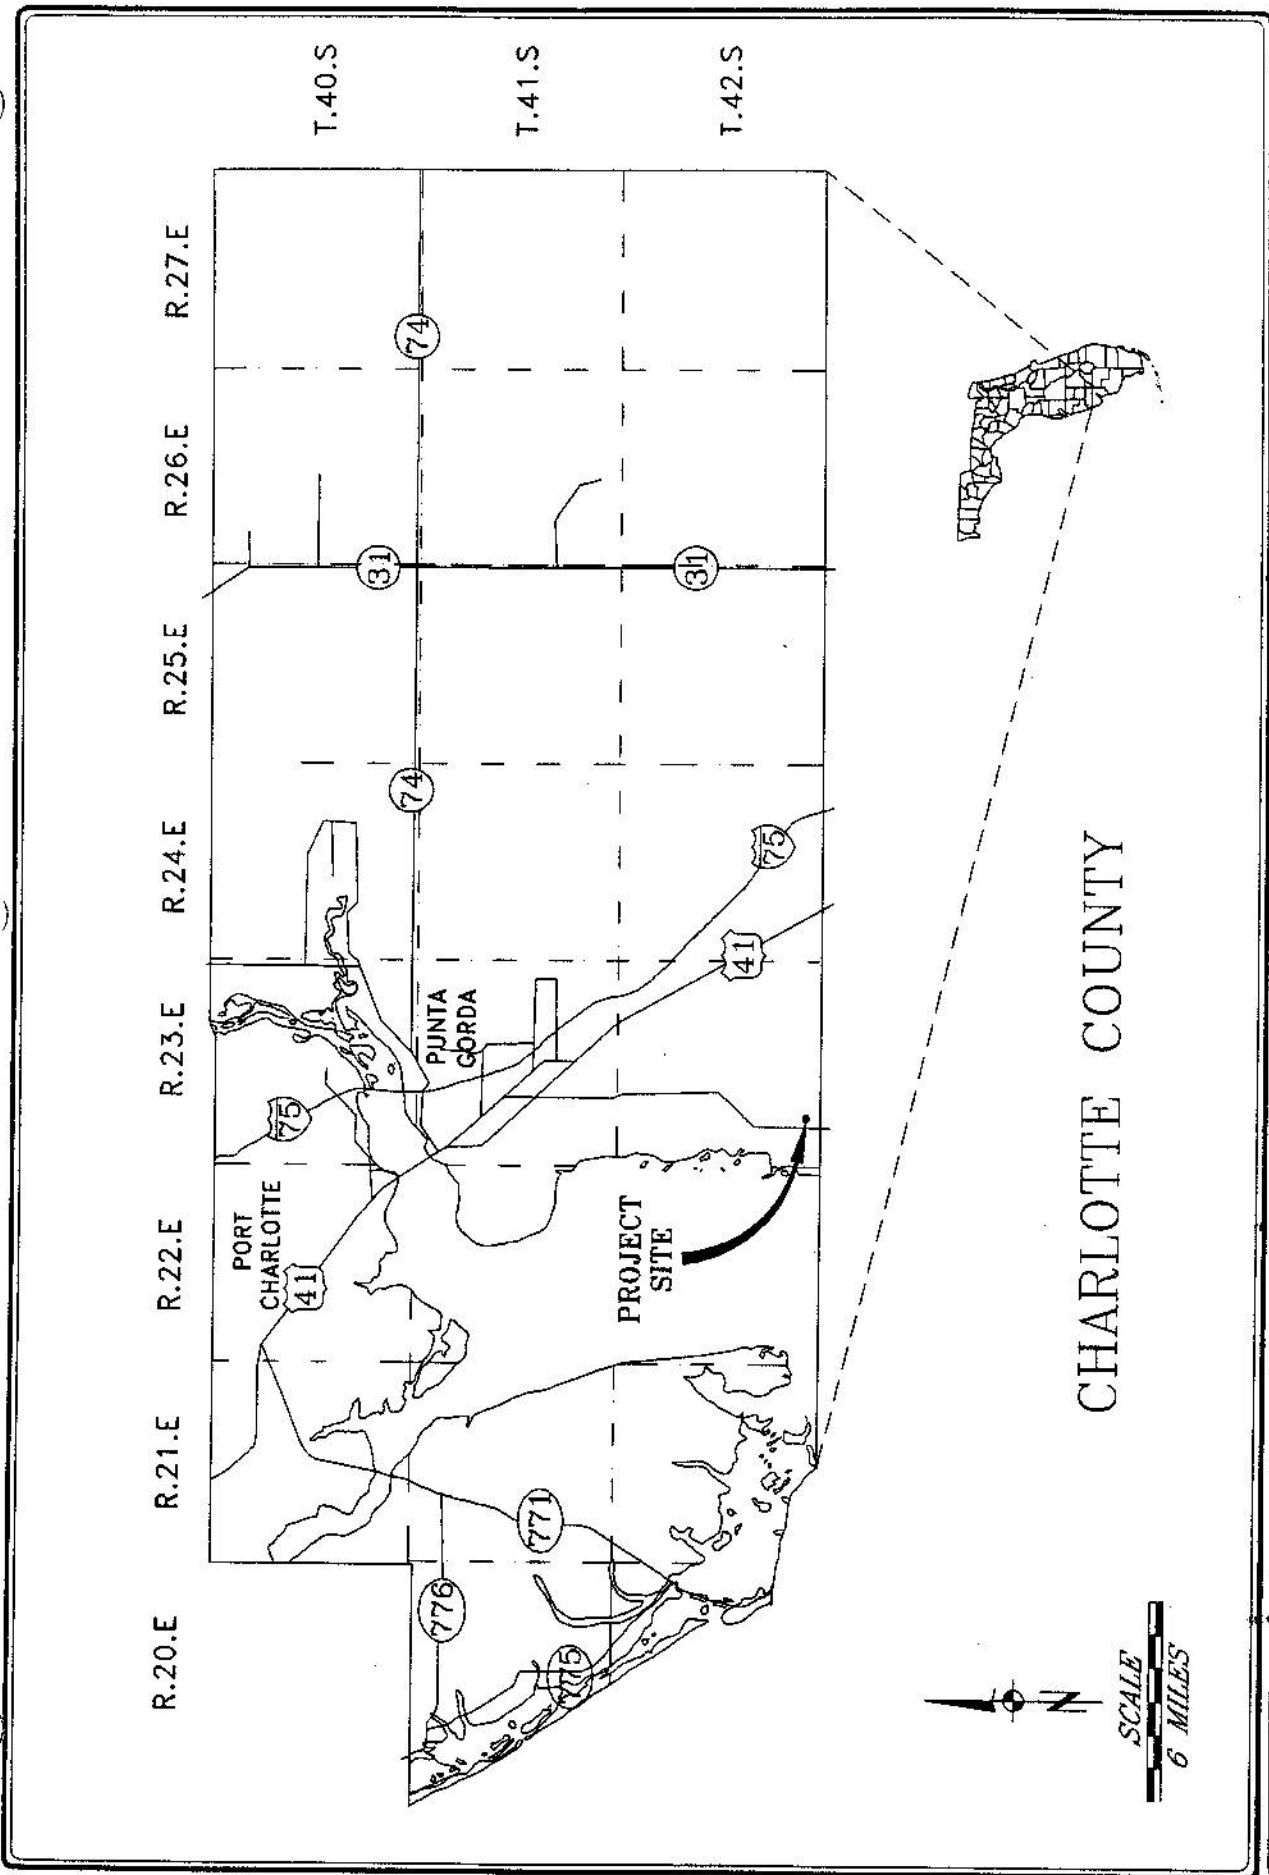 R.20.E
R.21.E
R.22.E
R.23.E
R.24.E
R.25.E
R.26.E
R.27.E
T.40.S
T.41.S
T.42.S
PORT
CHARLOTTE
41
75
PUNTA
GORDA
74
74
31
31
776
771
775
41
75
PROJECT
SITE
N
SCALE
6 MILES
CHARLOTTE COUNTY